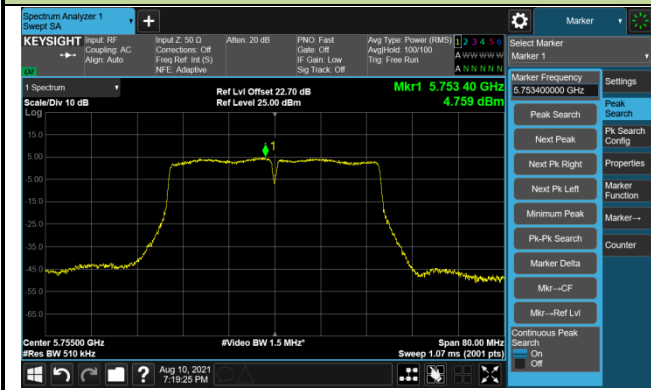 Spectrum Analyzer 1
Swept SA
+
Marker
KEYSIGHT
Input: RF
Coupling: AC
Align: Auto
Input Z: 50 Ω
Corrections: Off
Freq Ref: Int (S)
NFE: Adaptive
Atten: 20 dB
PNO: Fast
Gate: Off
IF Gain: Low
Sig Track: Off
Avg Type: Power (RMS)
Avg|Hold: 100/100
Trig: Free Run
1 2 3 4 5 6
A W W W W W
A N N N N N
Select Marker
Marker 1
1 Spectrum
Scale/Div 10 dB
Log
Ref Lvl Offset 22.70 dB
Ref Level 25.00 dBm
Mkr1 5.753 40 GHz
4.759 dBm
15.0
5.00
-5.00
-15.0
-25.0
-35.0
-45.0
-55.0
-65.0
1
Center 5.75500 GHz
#Res BW 510 kHz
#Video BW 1.5 MHz*
Span 80.00 MHz
Sweep 1.07 ms (2001 pts)
Marker Frequency
5.753400000 GHz
Peak Search
Next Peak
Next Pk Right
Next Pk Left
Minimum Peak
Pk-Pk Search
Marker Delta
Mkr→CF
Mkr→Ref Lvl
Continuous Peak
Search
On
Off
Settings
Peak
Search
Pk Search
Config
Properties
Marker
Function
Marker→
Counter
?
Aug 10, 2021
7:19:25 PM